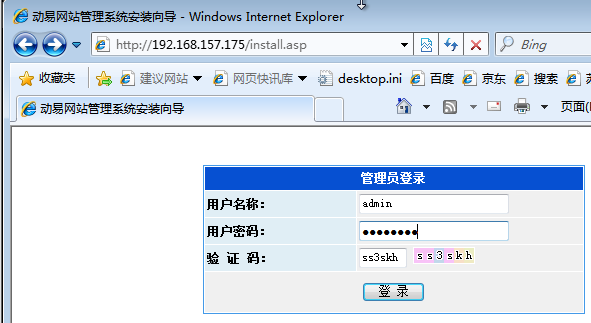 动易网站管理系统安装向导 - Windows Internet Explorer
http://192.168.157.175/install.asp
Bing
收藏夹 建议网站 网页快讯库 desktop.ini 百度 京东 搜索
动易网站管理系统安装向导
页面(
管理员登录
用户名称： admin
用户密码： ●●●●●●●●
验 证 码： ss3skh ss3skh
登 录